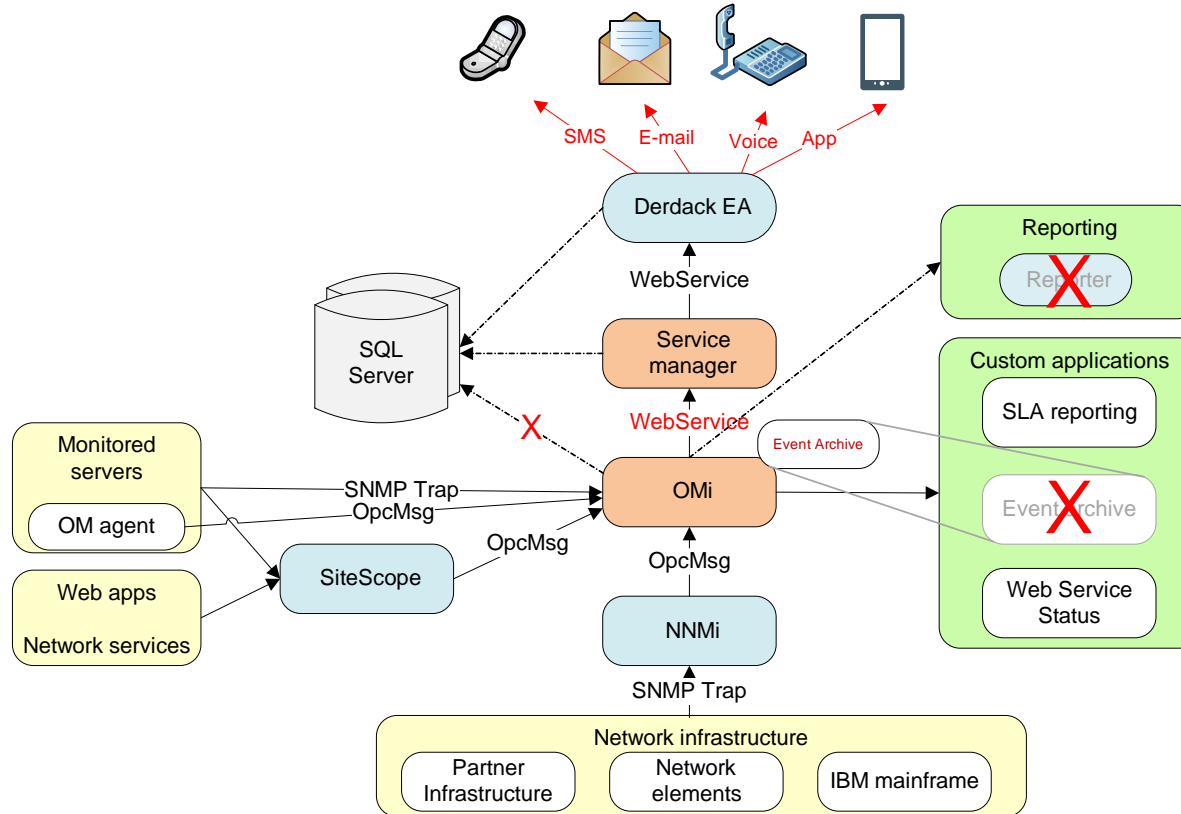 SMS
E-mail
Voice
App
Derdack EA
Reporting
Reporter
WebService
SQL
Server
Service
manager
Custom applications
SLA reporting
X
WebService
Event Archive
Monitored
servers
OM agent
SNMP Trap
OpcMsg
OMi
Event Archive
OpcMsg
OpcMsg
SiteScope
Web apps
Network services
NNMi
Web Service
Status
SNMP Trap
Network infrastructure
Partner
Infrastructure
Network
elements
IBM mainframe